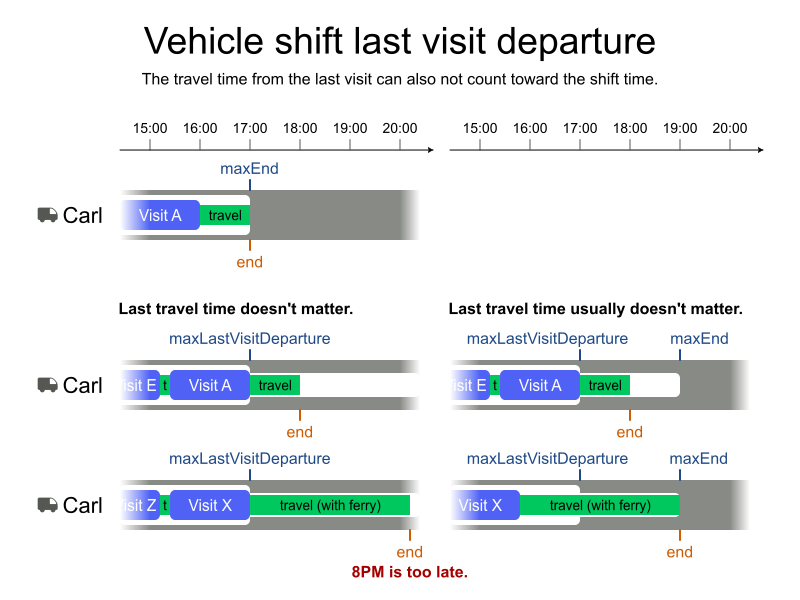 Vehicle shift last visit departure
The travel time from the last visit can also not count toward the shift time.
15:00 16:00 17:00 18:00 19:00 20:00
15:00 16:00 17:00 18:00 19:00 20:00
maxEnd
Carl Visit A travel
end
Last travel time doesn't matter.
Last travel time usually doesn't matter.
maxLastVisitDeparture
maxLastVisitDeparture maxEnd
Carl isit E t Visit A travel
isit E t Visit A travel
end
end
maxLastVisitDeparture
maxLastVisitDeparture maxEnd
Carl isit Z t Visit X travel (with ferry)
Visit X travel (with ferry)
end
end
8PM is too late.